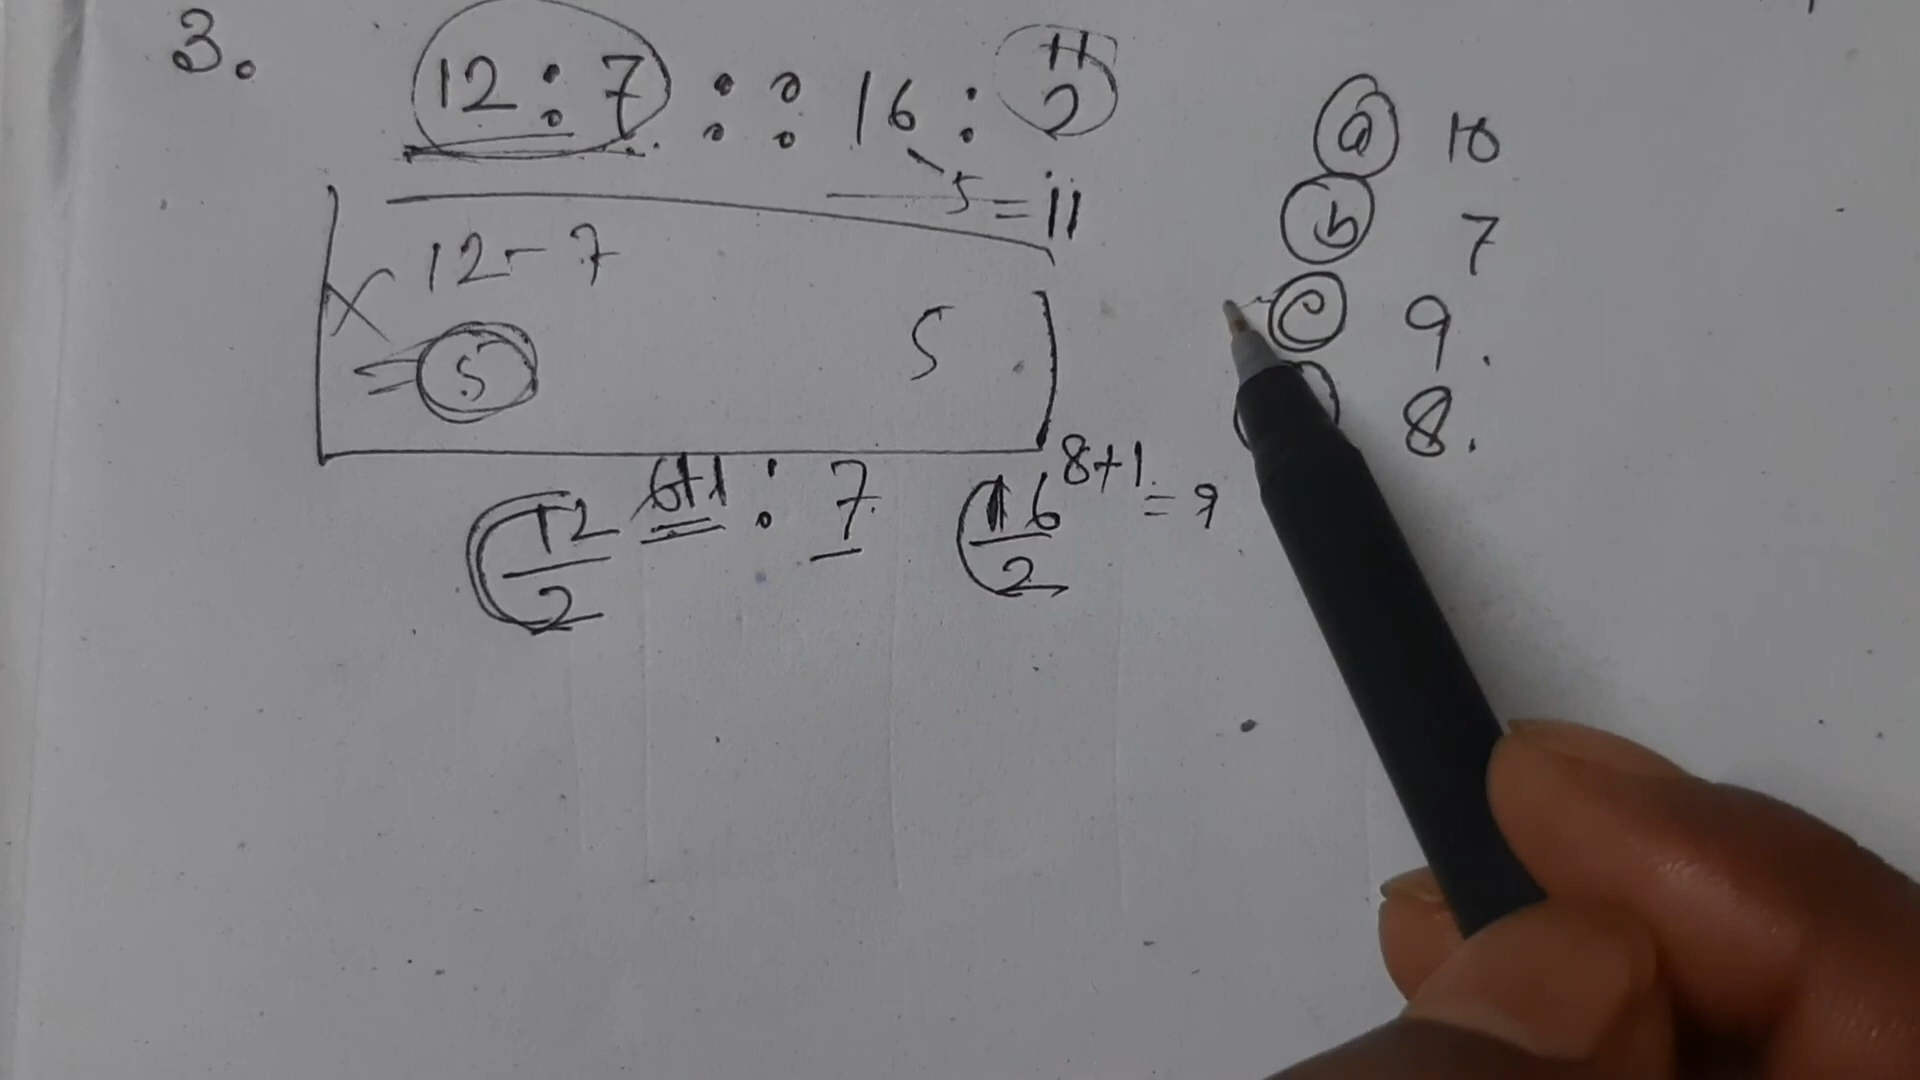 3. 12 : 7 :: 16 : ?
11
5 = 11
12 - 7
= 5
5
12/2 6+1 : 7 16/2 8+1 = 9
a 10
b 7
c 9.
8.